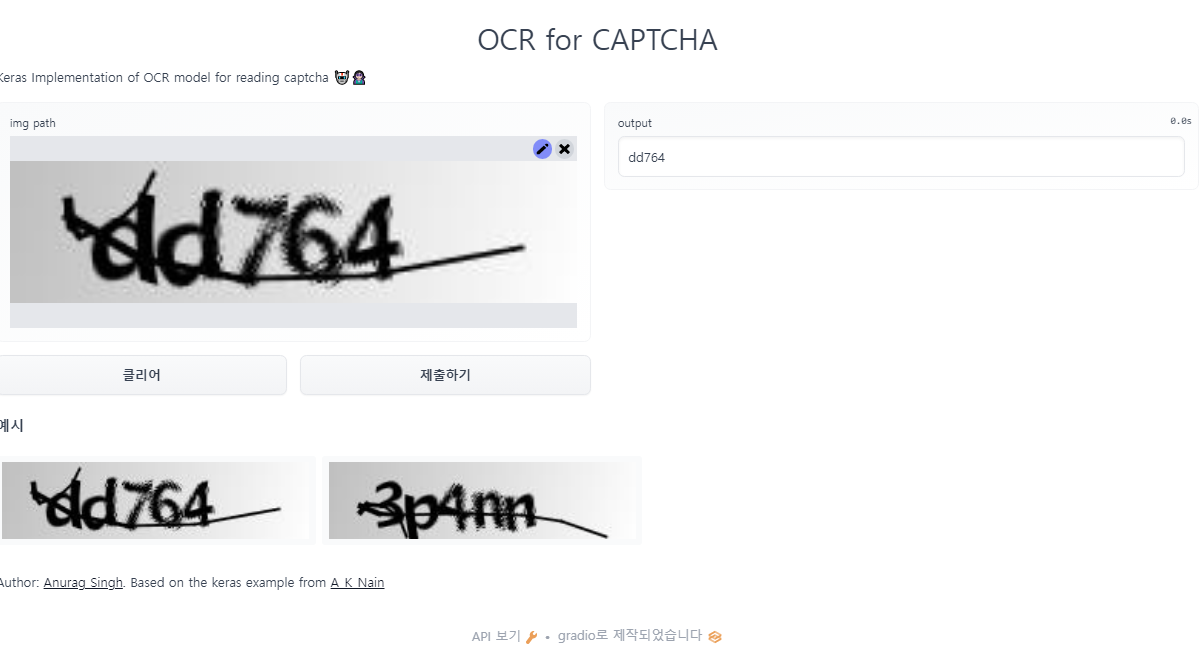 OCR for CAPTCHA
Keras Implementation of OCR model for reading captcha
img path
dd764
output
0.0s
dd764
클리어
제출하기
예시
dd764
3p4nn
Author: Anurag Singh. Based on the keras example from A K Nain
API 보기 • gradio로 제작되었습니다